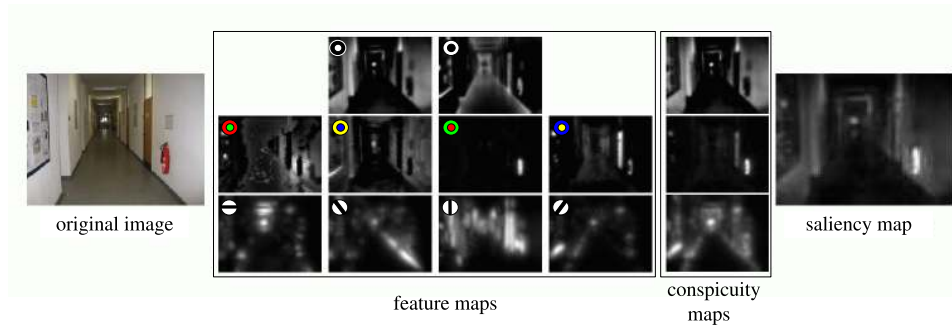 original image
saliency map
feature maps
conspicuity
maps